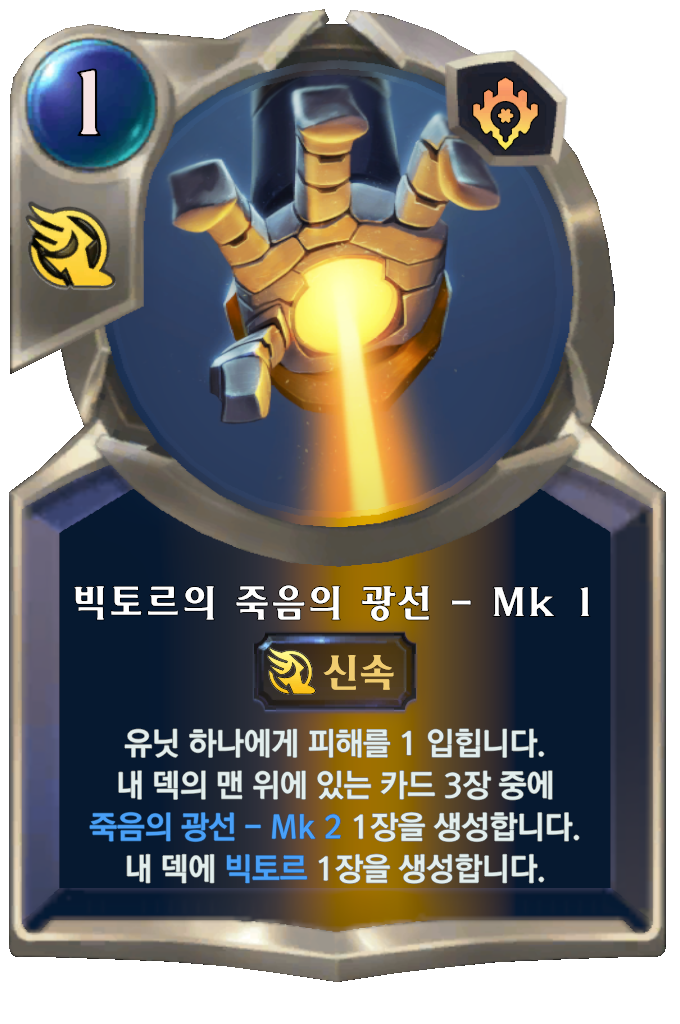 1
빅토르의 죽음의 광선 – Mk 1
신속
유닛 하나에게 피해를 1 입힙니다.
내 덱의 맨 위에 있는 카드 3장 중에
죽음의 광선 – Mk 2 1장을 생성합니다.
내 덱에 빅토르 1장을 생성합니다.